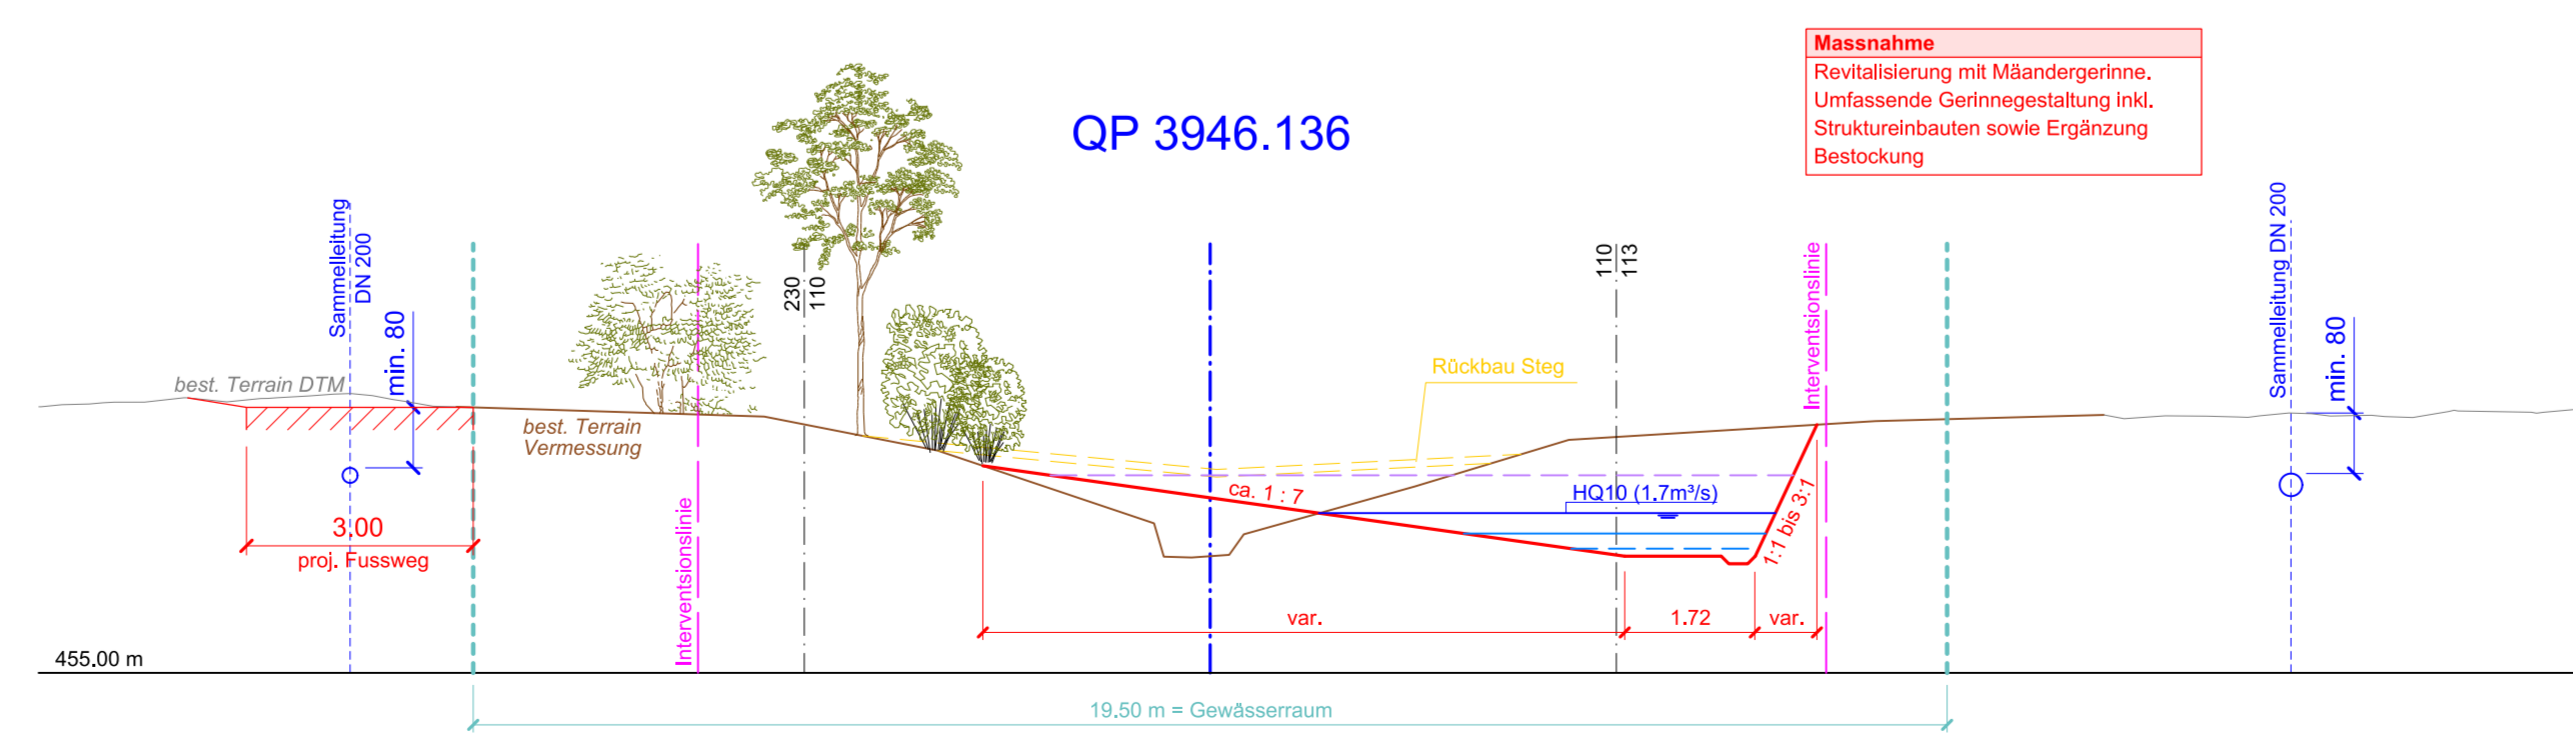 Massnahme
Revitalisierung mit Mäandergerinne.
Umfassende Gerinnegestaltung inkl.
Struktureinbauten sowie Ergänzung
Bestockung
QP 3946.136
Sammelleitung
DN 200
min. 80
best. Terrain DTM
best. Terrain
Vermessung
3.00
proj. Fussweg
Interventsionslinie
230
110
Rückbau Steg
ca. 1 : 7
HQ10 (1.7m³/s)
1:1 bis 3:1
110
113
Interventsionslinie
Sammelleitung DN 200
min. 80
var.
1.72
var.
455.00 m
19.50 m = Gewässerraum